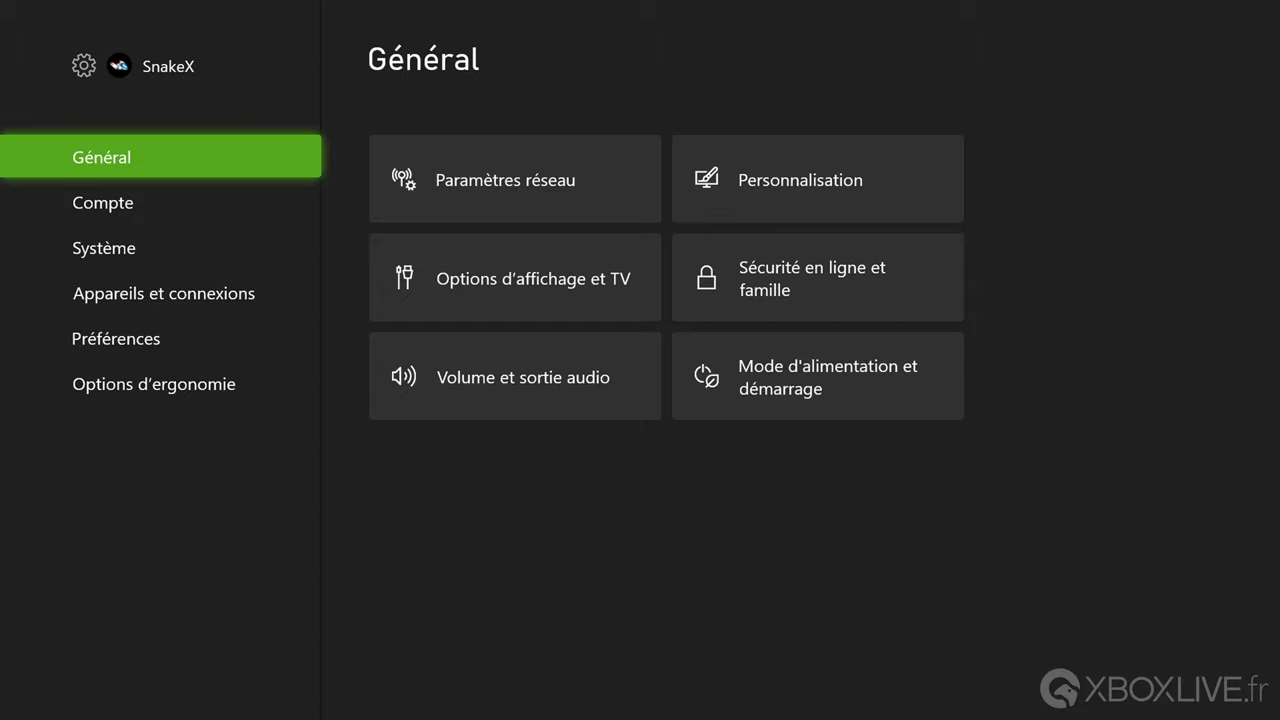 SnakeX
Général
Général
Compte
Système
Appareils et connexions
Préférences
Options d'ergonomie
Paramètres réseau
Personnalisation
Options d'affichage et TV
Sécurité en ligne et
famille
Volume et sortie audio
Mode d'alimentation et
démarrage
XBOXLIVE.fr